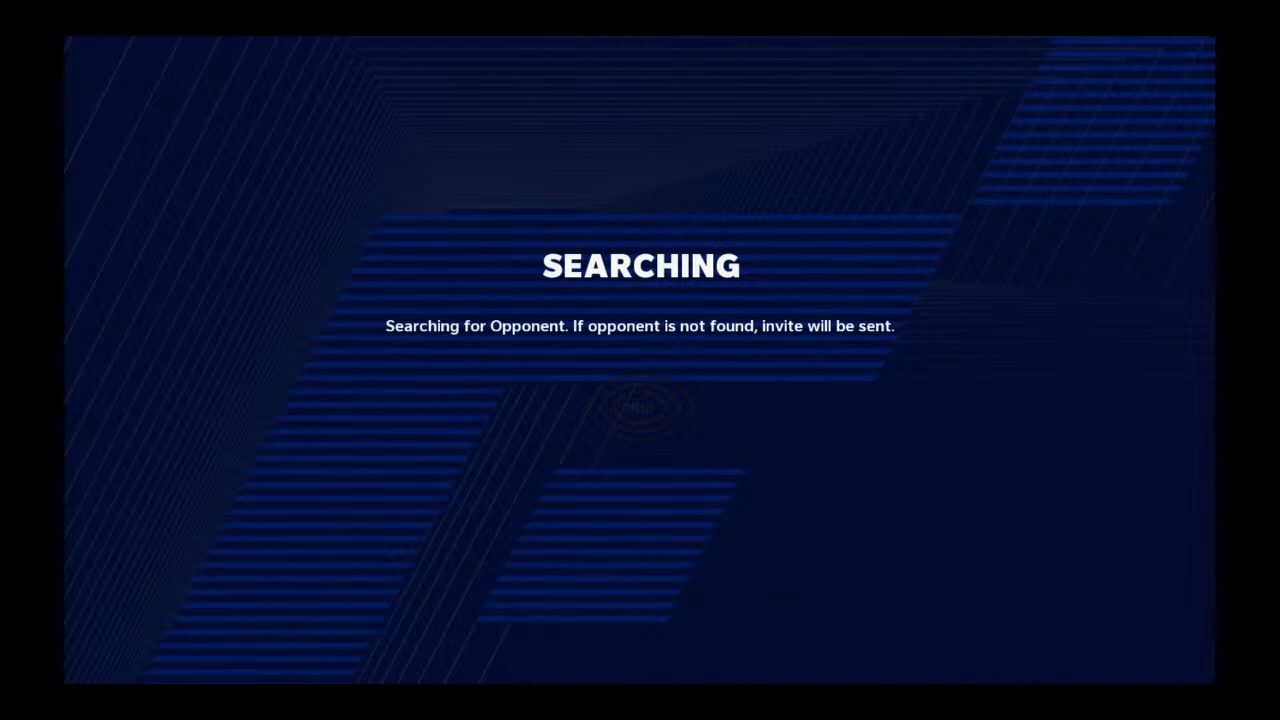 SEARCHING
Searching for Opponent. If opponent is not found, invite will be sent.